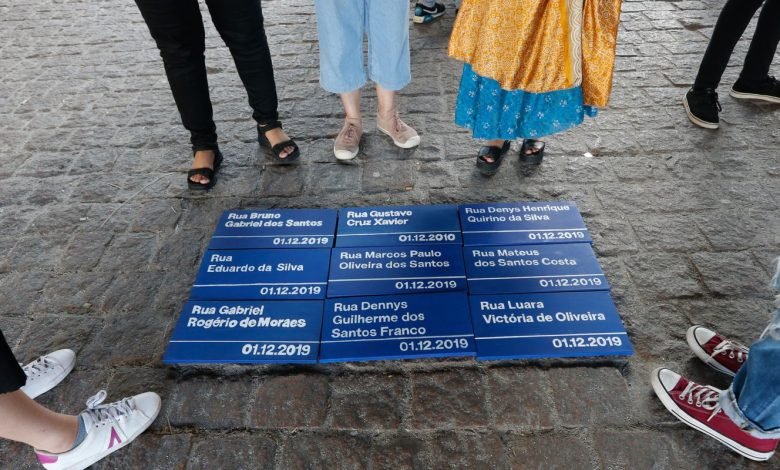 Rua Bruno
Gabriel dos Santos
01.12.2019
Rua Gustavo
Cruz Xavier
01.12.2010
Rua Denys Henrique
Quirino da Silva
01.12.2019
Rua
Eduardo da Silva
01.12.2019
Rua Marcos Paulo
Oliveira dos Santos
01.12.2019
Rua Mateus
dos Santos Costa
01.12.2019
Rua Gabriel
Rogério de Moraes
01.12.2019
Rua Dennys
Guilherme dos
Santos Franco
01.12.2019
Rua Luara
Victória de Oliveira
01.12.2019